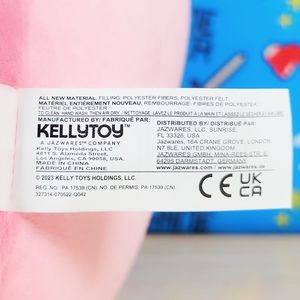 ALL NEW MATERIAL: FILLING: POLYESTER FIBERS, POLYESTER FELT.
MATÉRIEL ENTIÈREMENT NOUVEAU, REMBOURRAGE: FIBRES DE POLYESTER,
FEUTRE DE POLYESTER
TO CLEAN: HAND WASH, THEN AIR DRY. / NETTOYAGE: LAVEZ LE PRODUIT À LA MAIN ET LAISSEZ-LE SÉCHER
MANUFACTURED BY/ FABRIQUÉ PAR:
KELLYTOY
A JAZWARES COMPANY
Kelly Toys Holdings, LLC
4811 S. Alameda Street,
Los Angeles, CA 90058, USA.
MADE IN CHINA
FABRIQUÉ EN CHINE
DISTRIBUTED BY/ DISTRIBUÉ PAR:
JAZWARES, LLC, SUNRISE,
FL 33326, USA
Jazwares, 16A CRANE GROVE, LONDON,
N7 8LE, UNITED KINGDOM
JAZWARES GMBH, MINA-REES-STR. 8,
64295 DARMSTADT, GERMANY
www.jazwares.com
© 2023 KELLY TOYS HOLDINGS, LLC.
REG. NO. PA 17539 (CN). NO. DE PERMIS: PA 17539 (CN).
327314-070522-Q042
CE UK CA